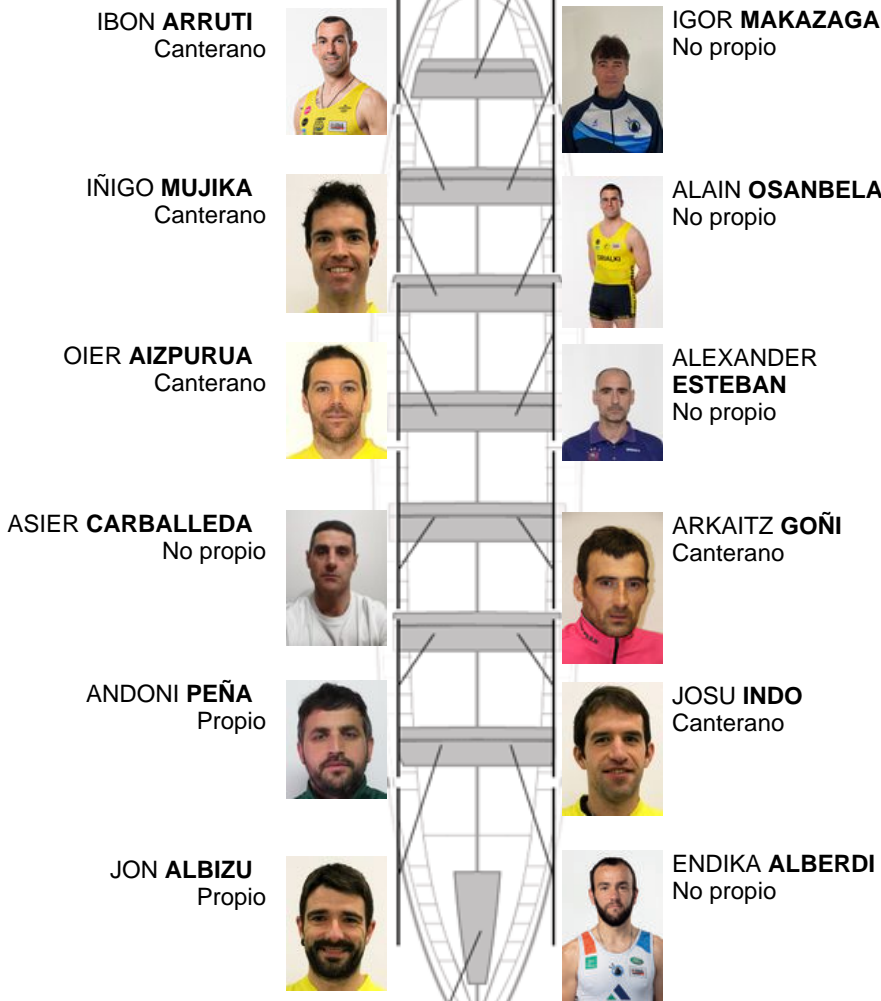 IBON ARRUTI
Canterano
IGOR MAKAZAGA
No propio
IÑIGO MUJIKA
Canterano
ALAIN OSANBELA
No propio
OIER AIZPURUA
Canterano
ALEXANDER
ESTEBAN
No propio
ASIER CARBALLEDA
No propio
ARKAITZ GOÑI
Canterano
ANDONI PEÑA
Propio
JOSU INDO
Canterano
JON ALBIZU
Propio
ENDIKA ALBERDI
No propio